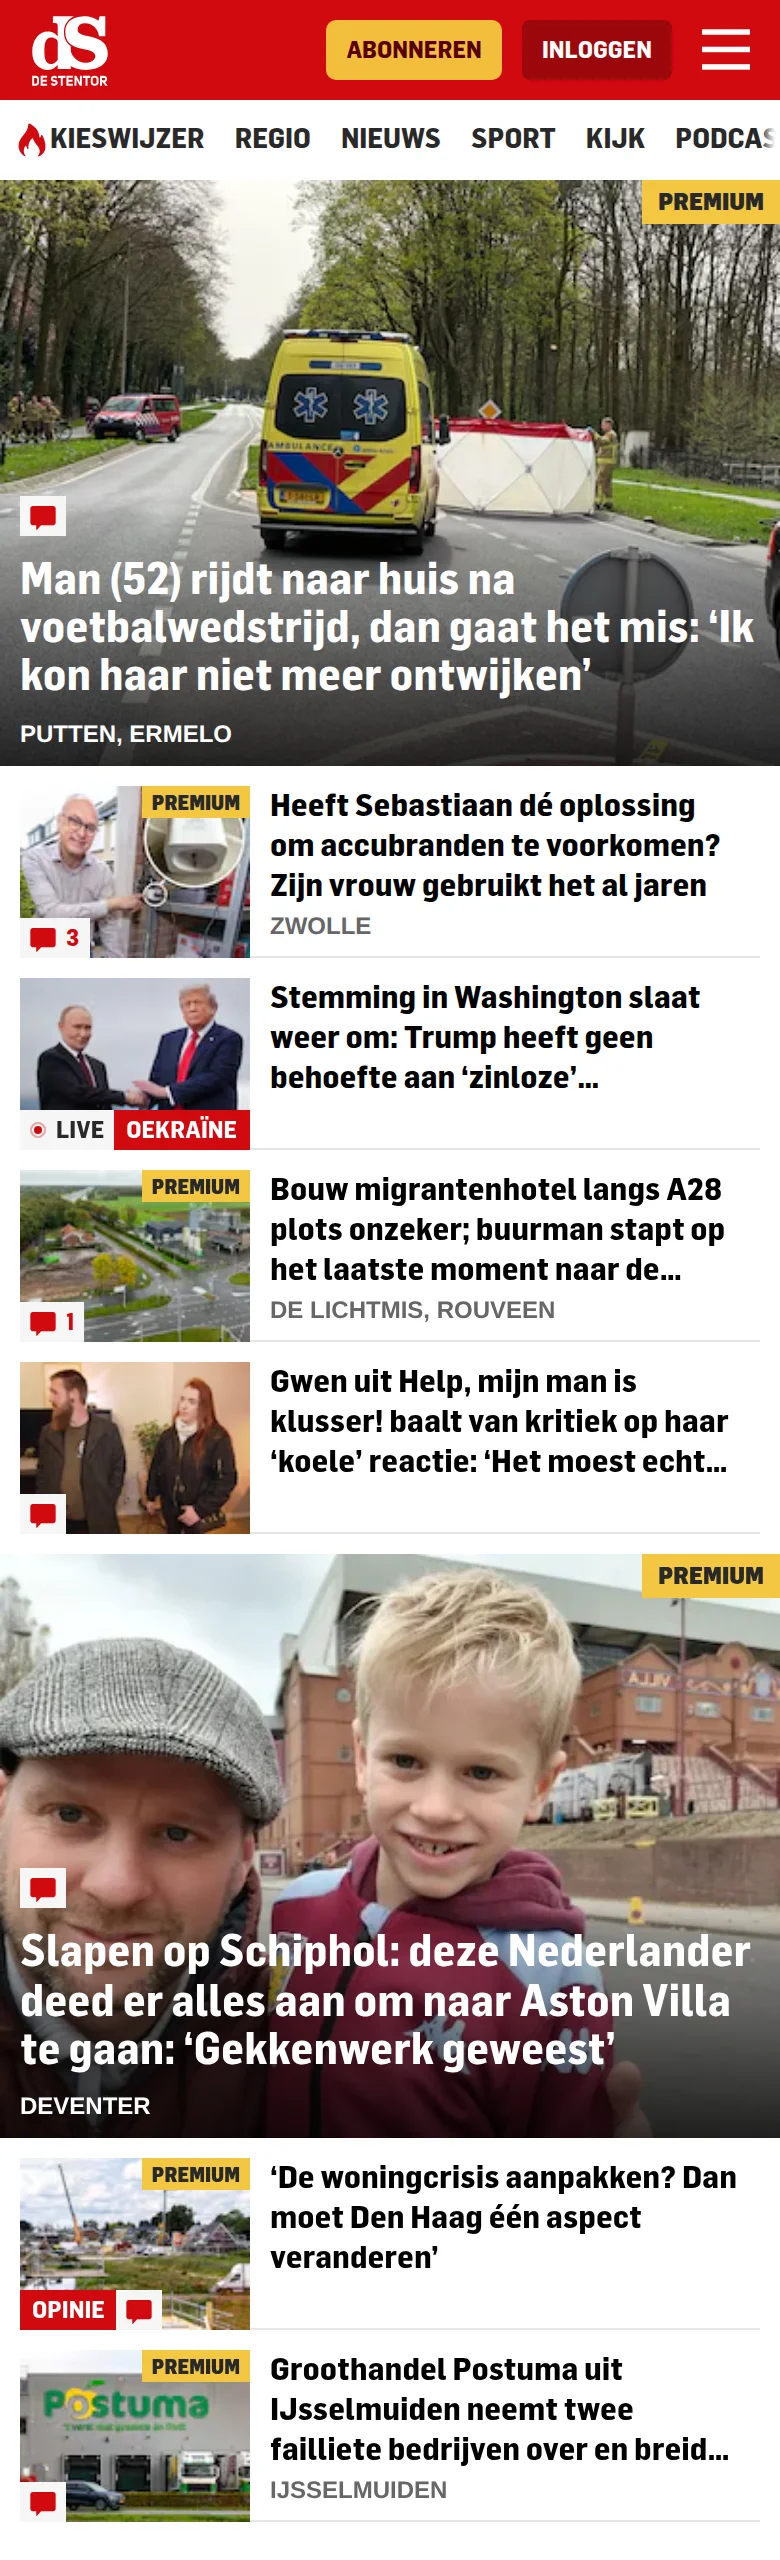 dS
DE STENTOR
ABONNEREN
INLOGGEN
KIESWIJZER REGIO NIEUWS SPORT KIJK PODCAS
PREMIUM
AMBULANCE
Man (52) rijdt naar huis na
voetbalwedstrijd, dan gaat het mis: ‘Ik
kon haar niet meer ontwijken’
PUTTEN, ERMELO
PREMIUM
3
Heeft Sebastiaan dé oplossing
om accubranden te voorkomen?
Zijn vrouw gebruikt het al jaren
ZWOLLE
LIVE OEKRAÏNE
Stemming in Washington slaat
weer om: Trump heeft geen
behoefte aan ‘zinloze’...
PREMIUM
1
Bouw migrantenhotel langs A28
plots onzeker; buurman stapt op
het laatste moment naar de...
DE LICHTMIS, ROUVEEN
Gwen uit Help, mijn man is
klusser! baalt van kritiek op haar
‘koele’ reactie: ‘Het moest echt...
PREMIUM
Slapen op Schiphol: deze Nederlander
deed er alles aan om naar Aston Villa
te gaan: ‘Gekkenwerk geweest’
DEVENTER
PREMIUM
OPINIE
‘De woningcrisis aanpakken? Dan
moet Den Haag één aspect
veranderen’
PREMIUM
Postuma
Groothandel Postuma uit
IJsselmuiden neemt twee
failliete bedrijven over en breid...
IJSSELMUIDEN